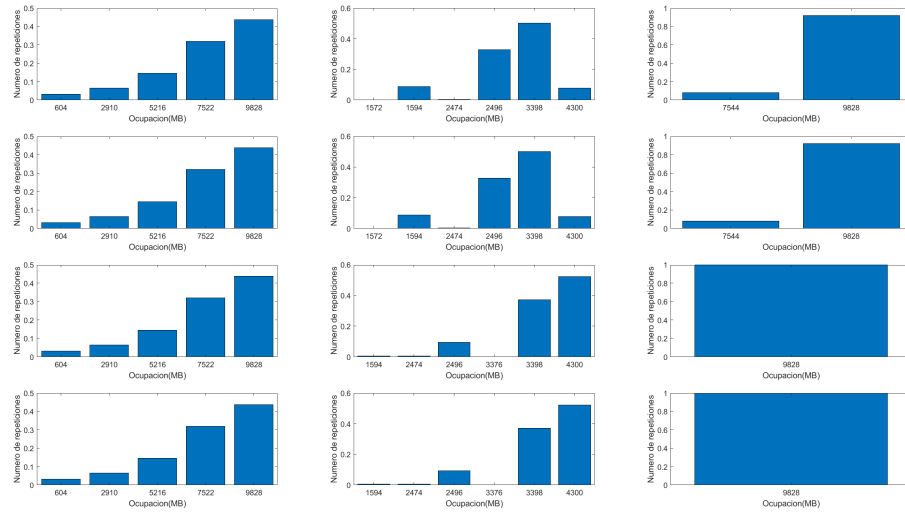 Numero de repeticiones
0.5
0.4
0.3
0.2
0.1
0
604 2910 5216 7522 9828
Ocupacion(MB)
Numero de repeticiones
0.6
0.4
0.2
0
1572 1594 2474 2496 3398 4300
Ocupacion(MB)
Numero de repeticiones
1
0.8
0.6
0.4
0.2
0
7544 9828
Ocupacion(MB)
Numero de repeticiones
0.5
0.4
0.3
0.2
0.1
0
604 2910 5216 7522 9828
Ocupacion(MB)
Numero de repeticiones
0.6
0.4
0.2
0
1572 1594 2474 2496 3398 4300
Ocupacion(MB)
Numero de repeticiones
1
0.8
0.6
0.4
0.2
0
7544 9828
Ocupacion(MB)
Numero de repeticiones
0.5
0.4
0.3
0.2
0.1
0
604 2910 5216 7522 9828
Ocupacion(MB)
Numero de repeticiones
0.6
0.4
0.2
0
1594 2474 2496 3376 3398 4300
Ocupacion(MB)
Numero de repeticiones
1
0.8
0.6
0.4
0.2
0
9828
Ocupacion(MB)
Numero de repeticiones
0.5
0.4
0.3
0.2
0.1
0
604 2910 5216 7522 9828
Ocupacion(MB)
Numero de repeticiones
0.6
0.4
0.2
0
1594 2474 2496 3376 3398 4300
Ocupacion(MB)
Numero de repeticiones
1
0.8
0.6
0.4
0.2
0
9828
Ocupacion(MB)